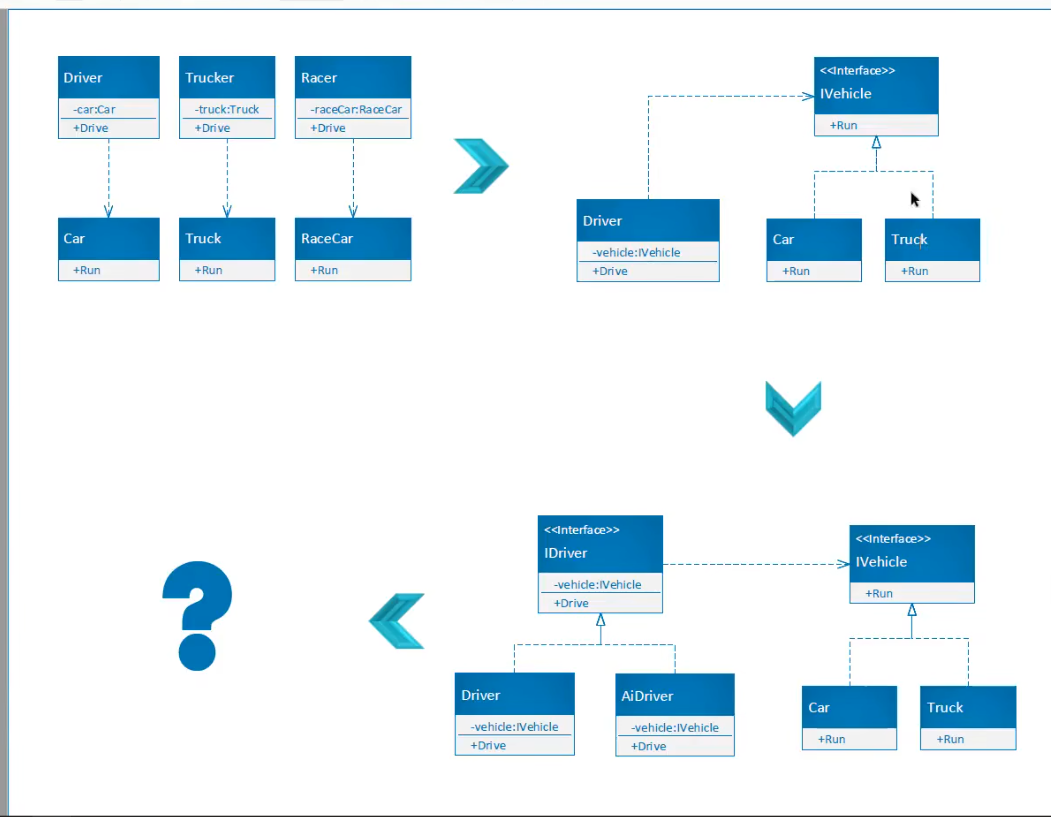 Driver
-car:Car
+Drive
Trucker
-truck:Truck
+Drive
Racer
-raceCar:RaceCar
+Drive
Car
+Run
Truck
+Run
RaceCar
+Run
<<Interface>>
IVehicle
+Run
Driver
-vehicle:IVehicle
+Drive
Car
+Run
Truck
+Run
?
<<Interface>>
IDriver
-vehicle:IVehicle
+Drive
<<Interface>>
IVehicle
+Run
Driver
-vehicle:IVehicle
+Drive
AiDriver
-vehicle:IVehicle
+Drive
Car
+Run
Truck
+Run